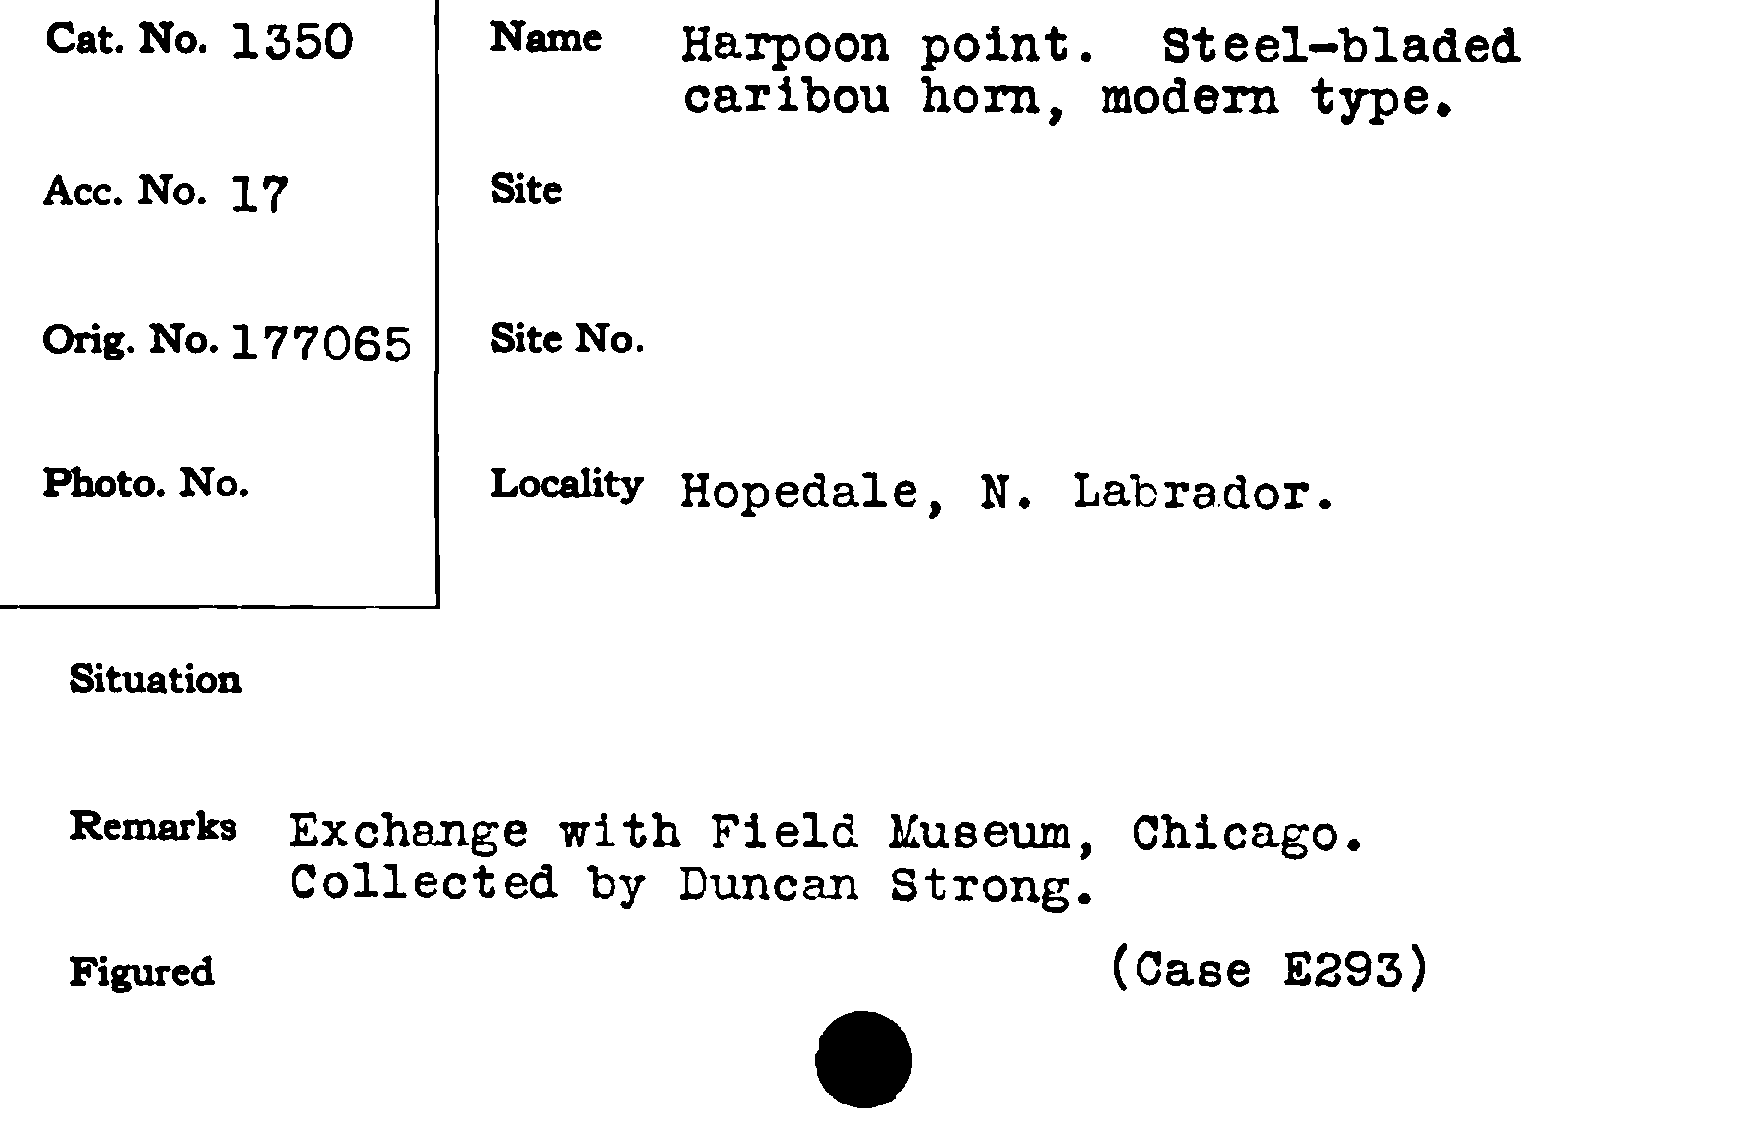 Cat. No. 1350
Name Harpoon point. Steel-bladed
caribou horn, modern type.
Acc. No. 17
Site
Orig. No. 177065
Site No.
Photo. No.
Locality Hopedale, N. Labrador.
Situation
Remarks Exchange with Field Museum, Chicago.
Collected by Duncan Strong.
Figured
(Case E293)